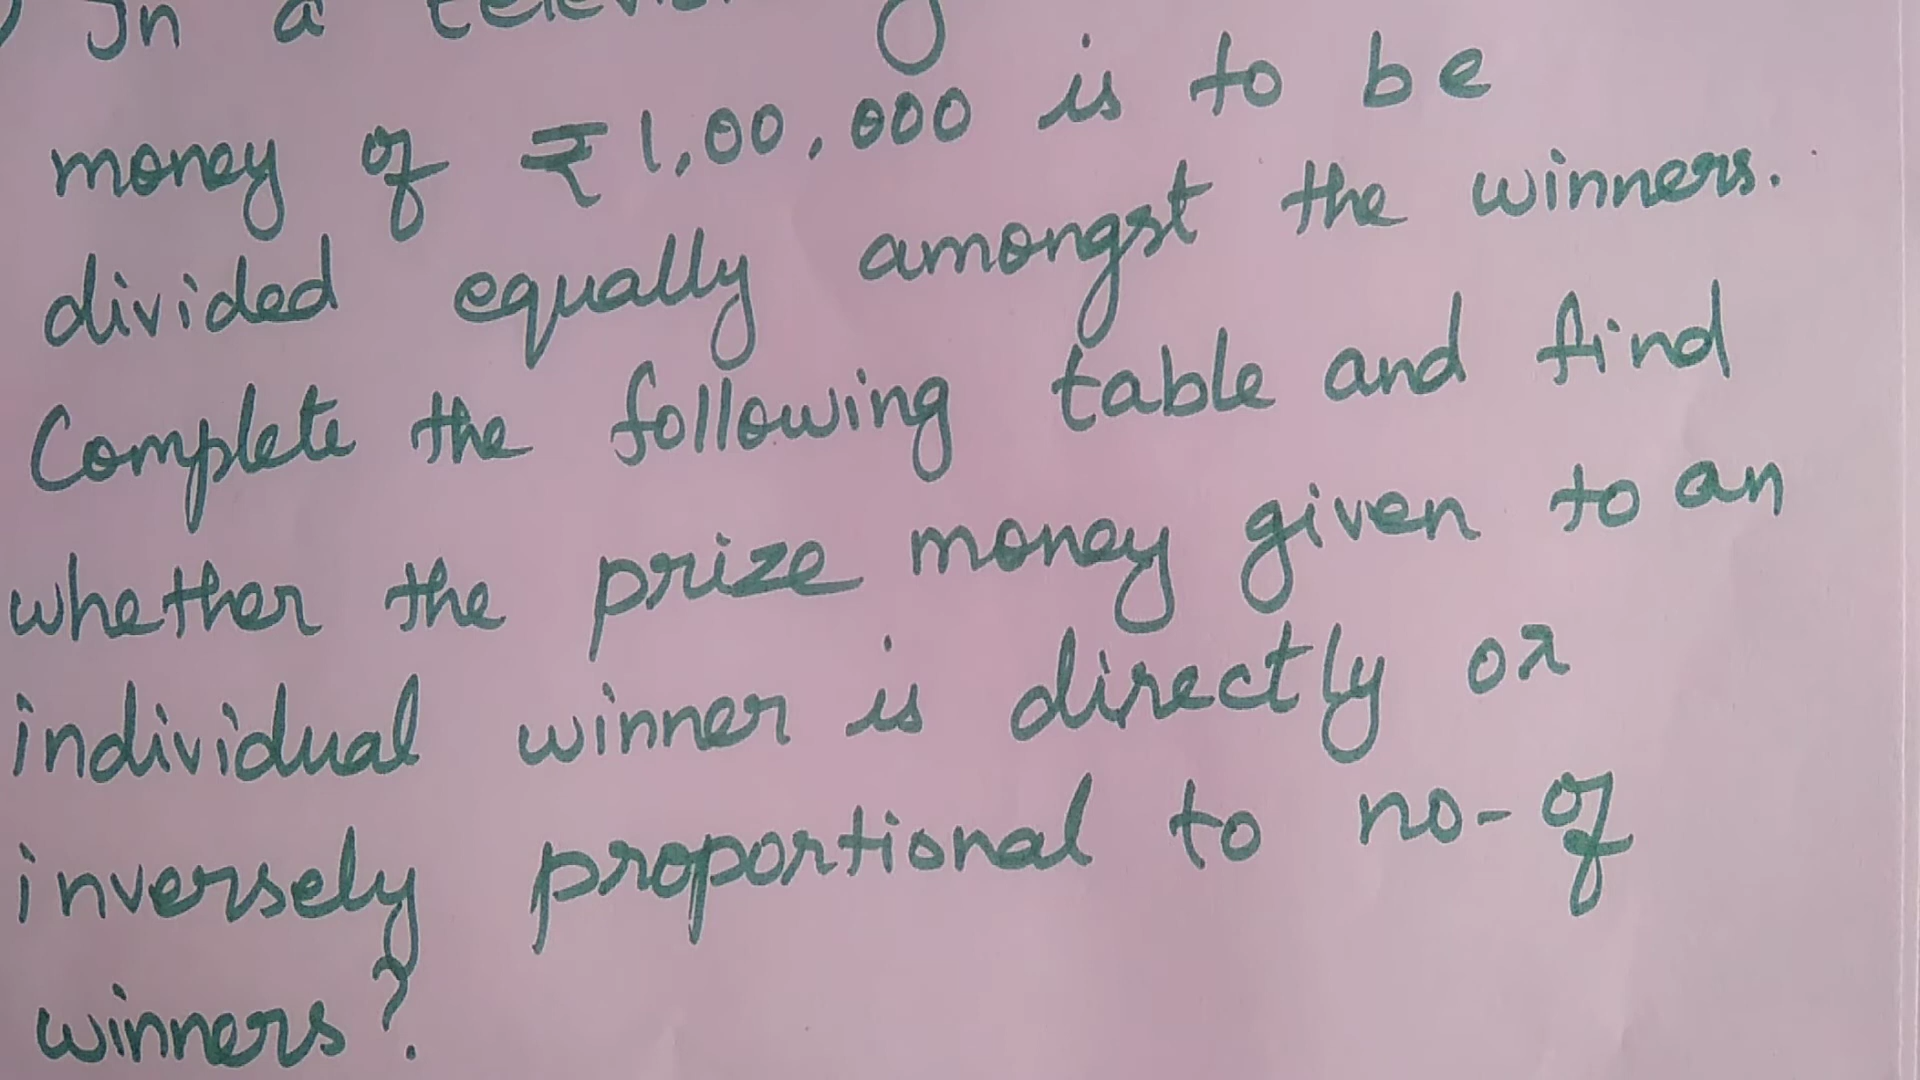 In a
money of ₹1,00,000 is to be
divided equally amongst the winners.
Complete the following table and find
whether the prize money given to an
individual winner is directly or
inversely proportional to no- of
winners?